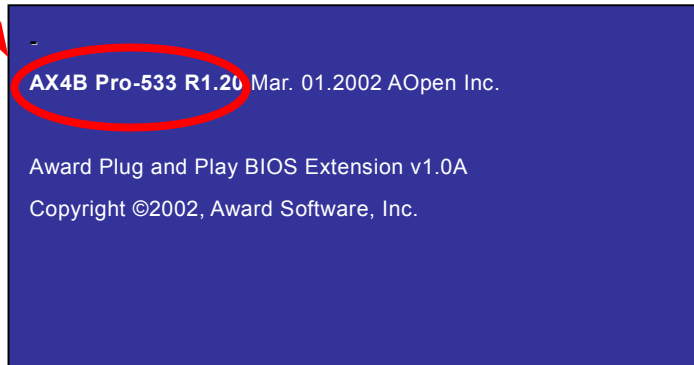 AX4B Pro-533 R1.20 Mar. 01.2002 AOpen Inc.
Award Plug and Play BIOS Extension v1.0A
Copyright ©2002, Award Software, Inc.